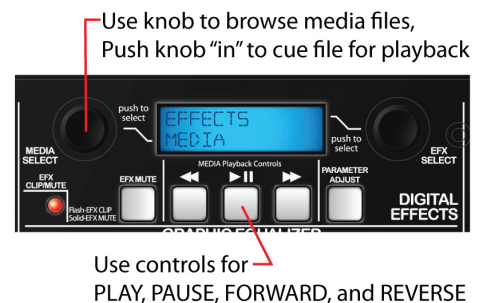 Use knob to browse media files,
Push knob “in” to cue file for playback
push to
select
EFFECTS
MEDIA
push to
select
MEDIA
SELECT
EFX
SELECT
MEDIA Playback Controls
EFX
CLIP/MUTE
EFX MUTE
PARAMETER
ADJUST
Flash-EFX CLIP
Solid-EFX MUTE
DIGITAL
EFFECTS
GRAPHIC EQUALIZER
Use controls for
PLAY, PAUSE, FORWARD, and REVERSE